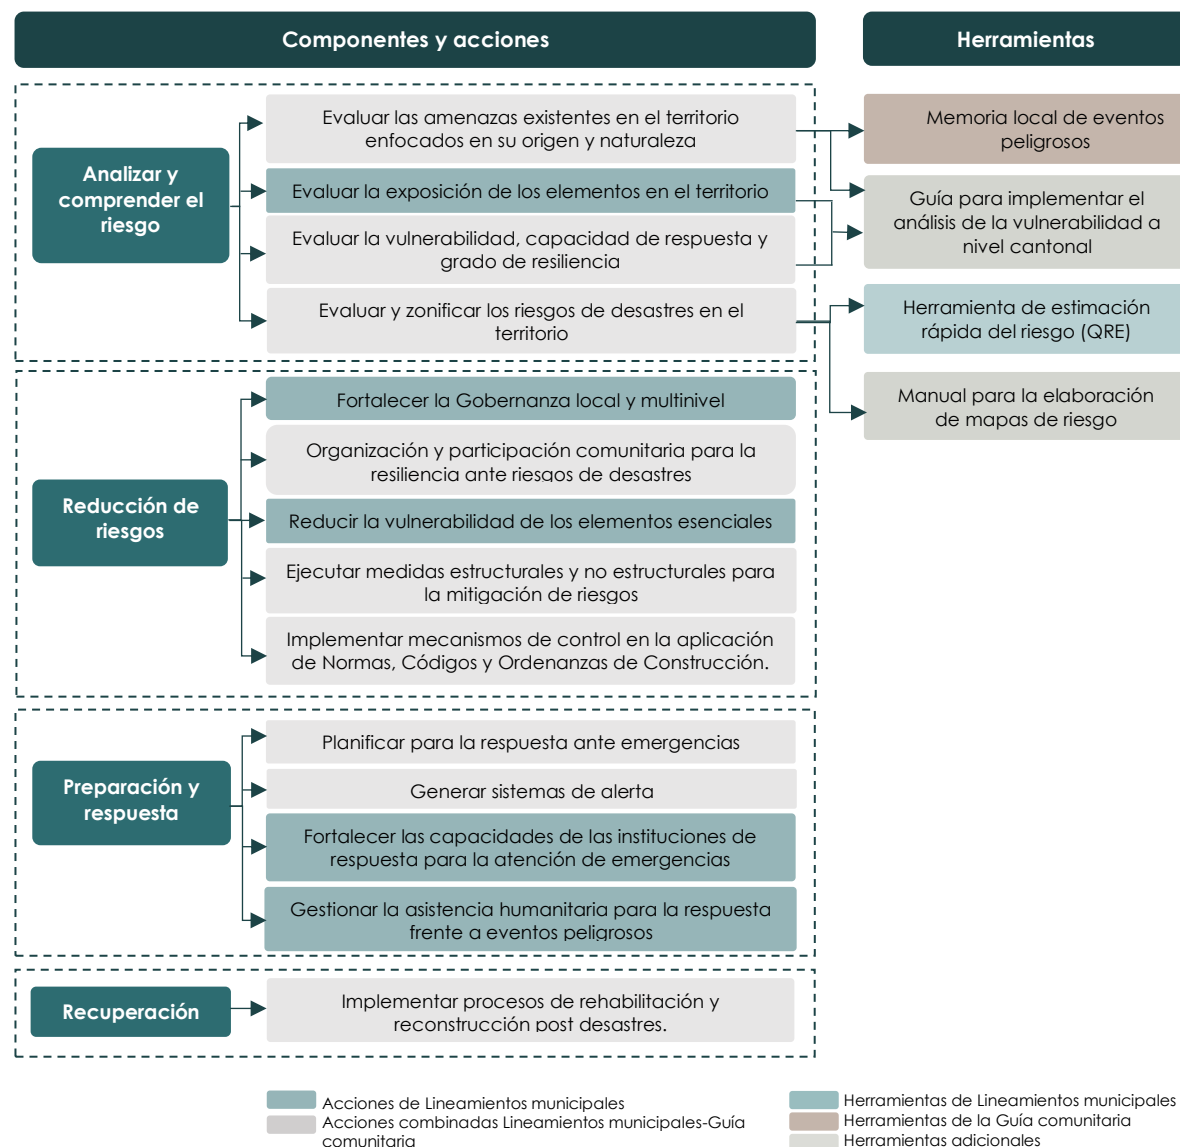 Componentes y acciones
Herramientas
Analizar y
comprender el
riesgo
Evaluar las amenazas existentes en el territorio
enfocados en su origen y naturaleza
Evaluar la exposición de los elementos en el territorio
Evaluar la vulnerabilidad, capacidad de respuesta y
grado de resiliencia
Evaluar y zonificar los riesgos de desastres en el
territorio
Memoria local de eventos
peligrosos
Guía para implementar el
análisis de la vulnerabilidad a
nivel cantonal
Herramienta de estimación
rápida del riesgo (QRE)
Manual para la elaboración
de mapas de riesgo
Reducción de
riesgos
Fortalecer la Gobernanza local y multinivel
Organización y participación comunitaria para la
resiliencia ante riesgos de desastres
Reducir la vulnerabilidad de los elementos esenciales
Ejecutar medidas estructurales y no estructurales para
la mitigación de riesgos
Implementar mecanismos de control en la aplicación
de Normas, Códigos y Ordenanzas de Construcción.
Preparación y
respuesta
Planificar para la respuesta ante emergencias
Generar sistemas de alerta
Fortalecer las capacidades de las instituciones de
respuesta para la atención de emergencias
Gestionar la asistencia humanitaria para la respuesta
frente a eventos peligrosos
Recuperación
Implementar procesos de rehabilitación y
reconstrucción post desastres.
Acciones de Lineamientos municipales
Acciones combinadas Lineamientos municipales-Guía
comunitaria
Herramientas de Lineamientos municipales
Herramientas de la Guía comunitaria
Herramientas adicionales